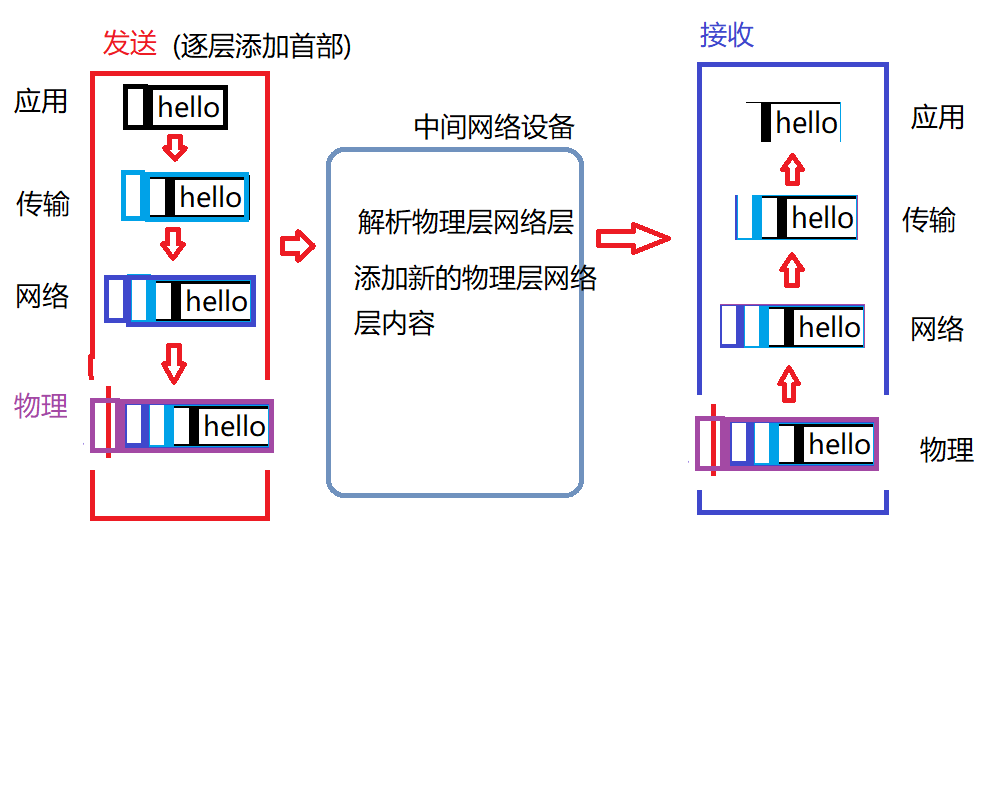 发送 (逐层添加首部)
应用
hello
传输
hello
网络
hello
物理
hello
中间网络设备
解析物理层网络层
添加新的物理层网络
层内容
接收
hello
应用
hello
传输
hello
网络
hello
物理